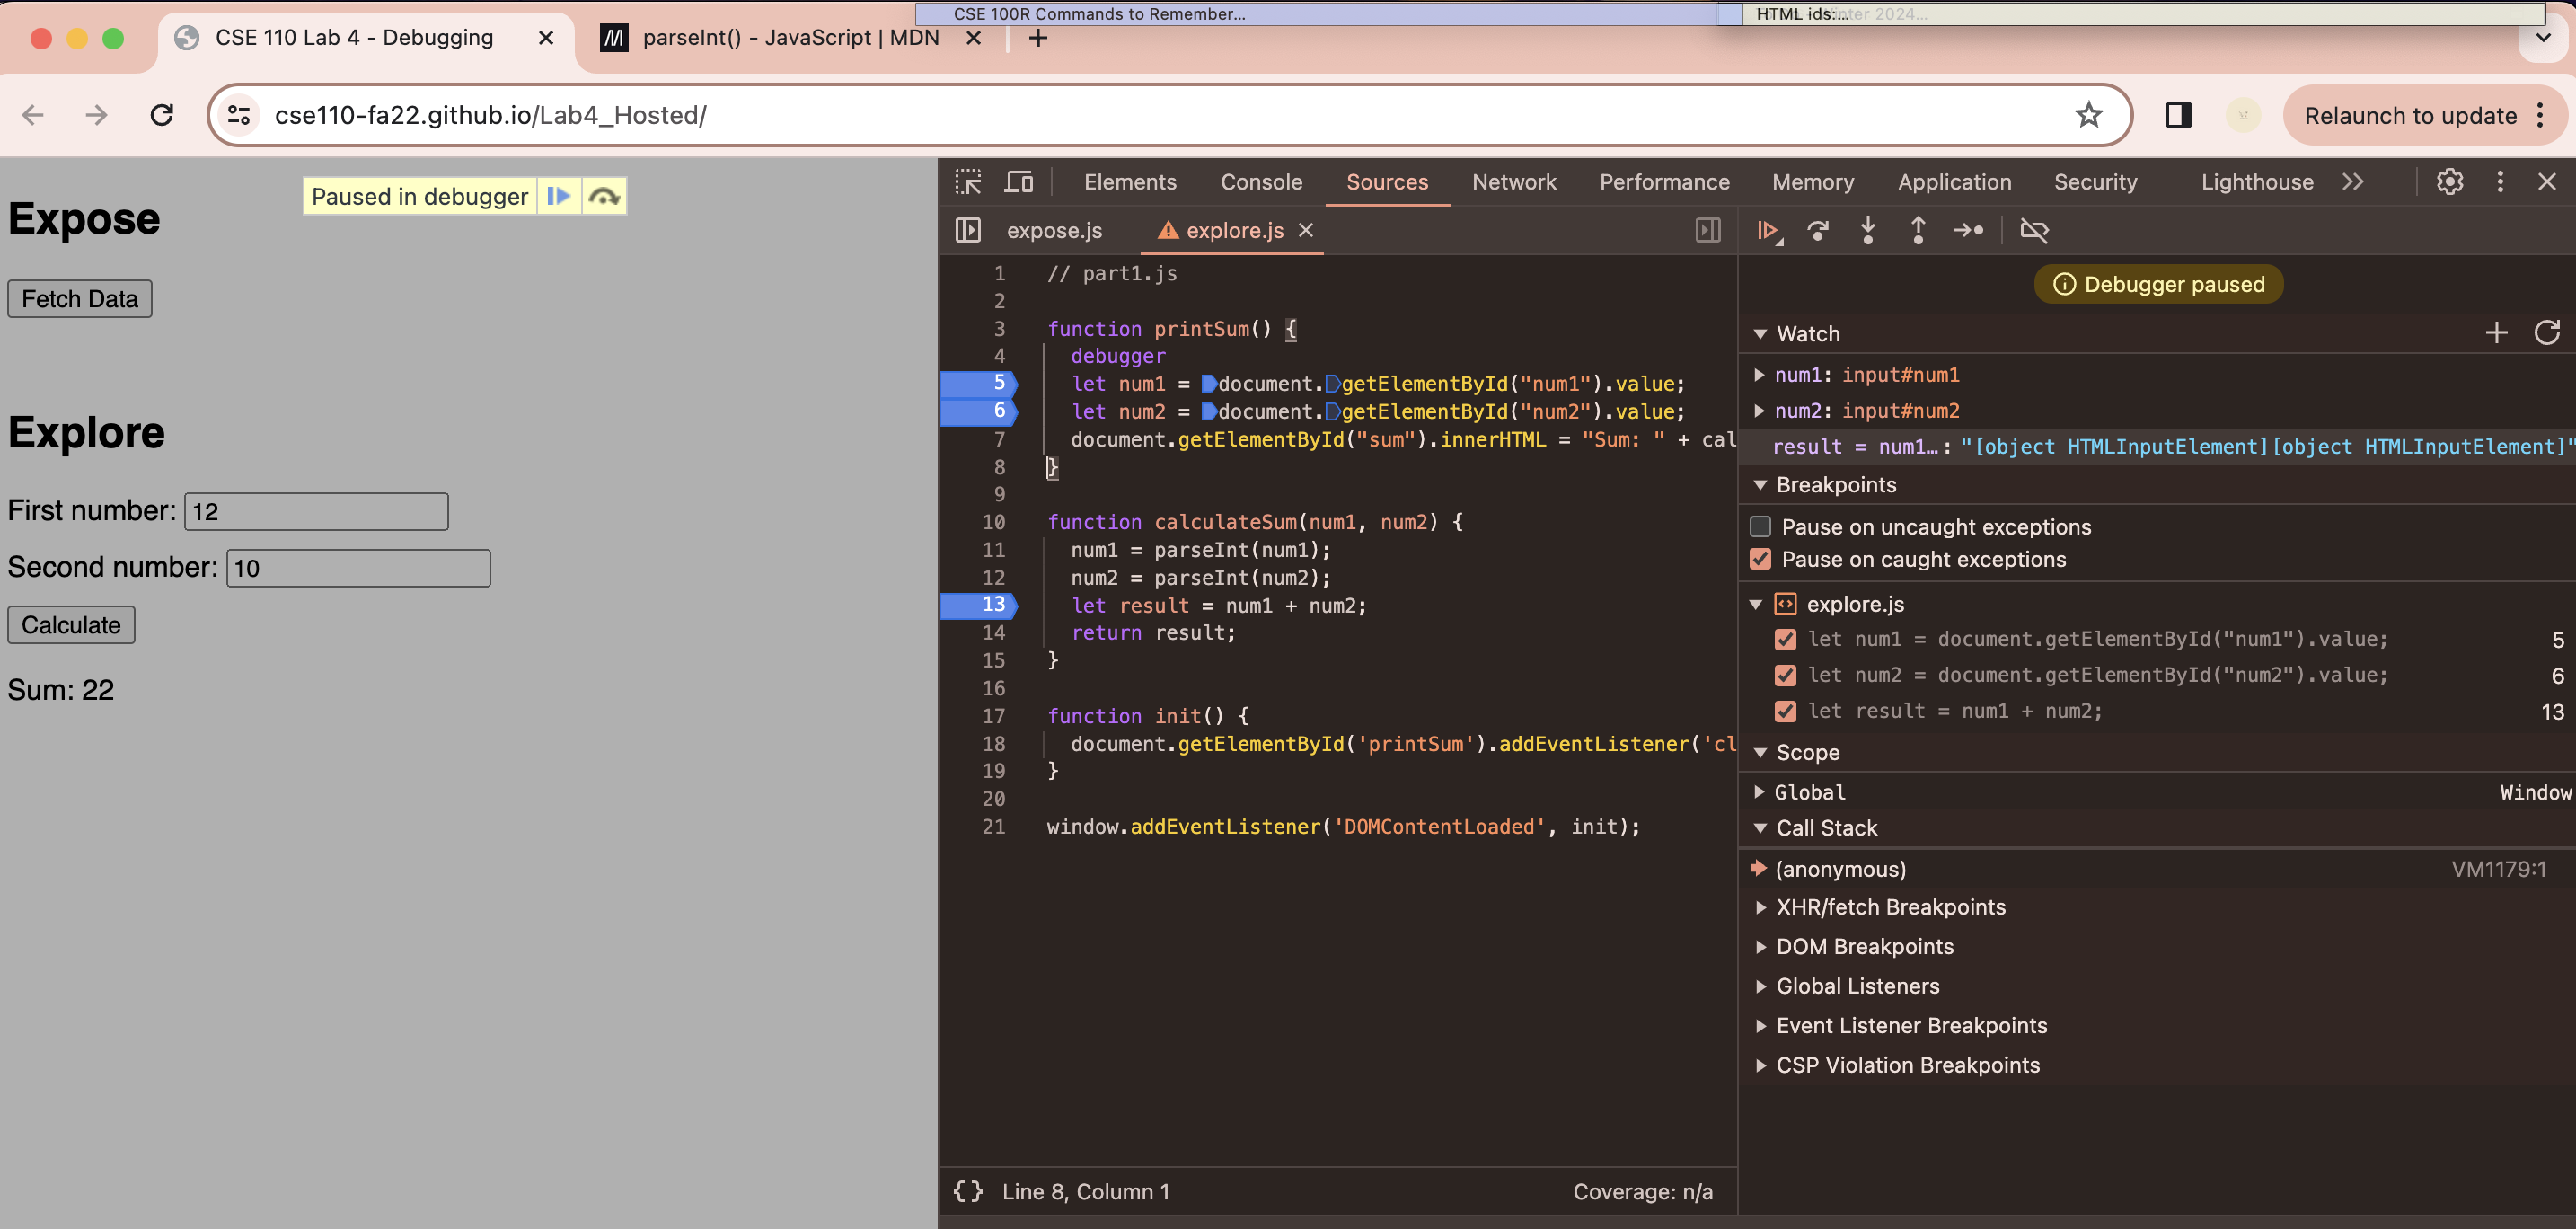 CSE 100R Commands to Remember...
HTML ids:...
Winter 2024...
CSE 110 Lab 4 - Debugging
parseInt() - JavaScript | MDN
cse110-fa22.github.io/Lab4_Hosted/
Relaunch to update
Expose
Paused in debugger
Fetch Data
Explore
First number: 12
Second number: 10
Calculate
Sum: 22
Elements Console Sources Network Performance Memory Application Security Lighthouse
expose.js
explore.js
1 // part1.js
2
3 function printSum() {
4 debugger
5 let num1 = document.getElementById("num1").value;
6 let num2 = document.getElementById("num2").value;
7 document.getElementById("sum").innerHTML = "Sum: " + cal
8 }
9
10 function calculateSum(num1, num2) {
11 num1 = parseInt(num1);
12 num2 = parseInt(num2);
13 let result = num1 + num2;
14 return result;
15 }
16
17 function init() {
18 document.getElementById('printSum').addEventListener('cl
19 }
20
21 window.addEventListener('DOMContentLoaded', init);
{} Line 8, Column 1
Coverage: n/a
Debugger paused
Watch
num1: input#num1
num2: input#num2
result = num1…: "[object HTMLInputElement][object HTMLInputElement]"
Breakpoints
Pause on uncaught exceptions
Pause on caught exceptions
explore.js
let num1 = document.getElementById("num1").value; 5
let num2 = document.getElementById("num2").value; 6
let result = num1 + num2; 13
Scope
Global Window
Call Stack
(anonymous) VM1179:1
XHR/fetch Breakpoints
DOM Breakpoints
Global Listeners
Event Listener Breakpoints
CSP Violation Breakpoints